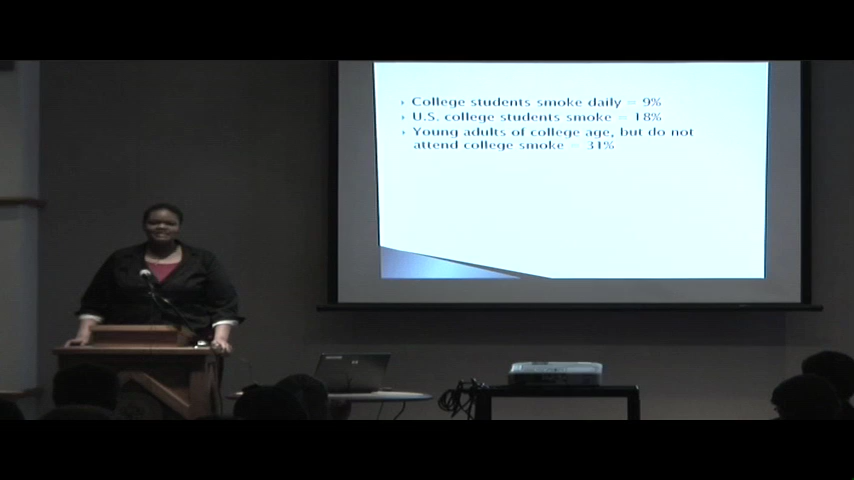 College students smoke daily = 9%
U.S. college students smoke = 18%
Young adults of college age, but do not
attend college smoke = 31%